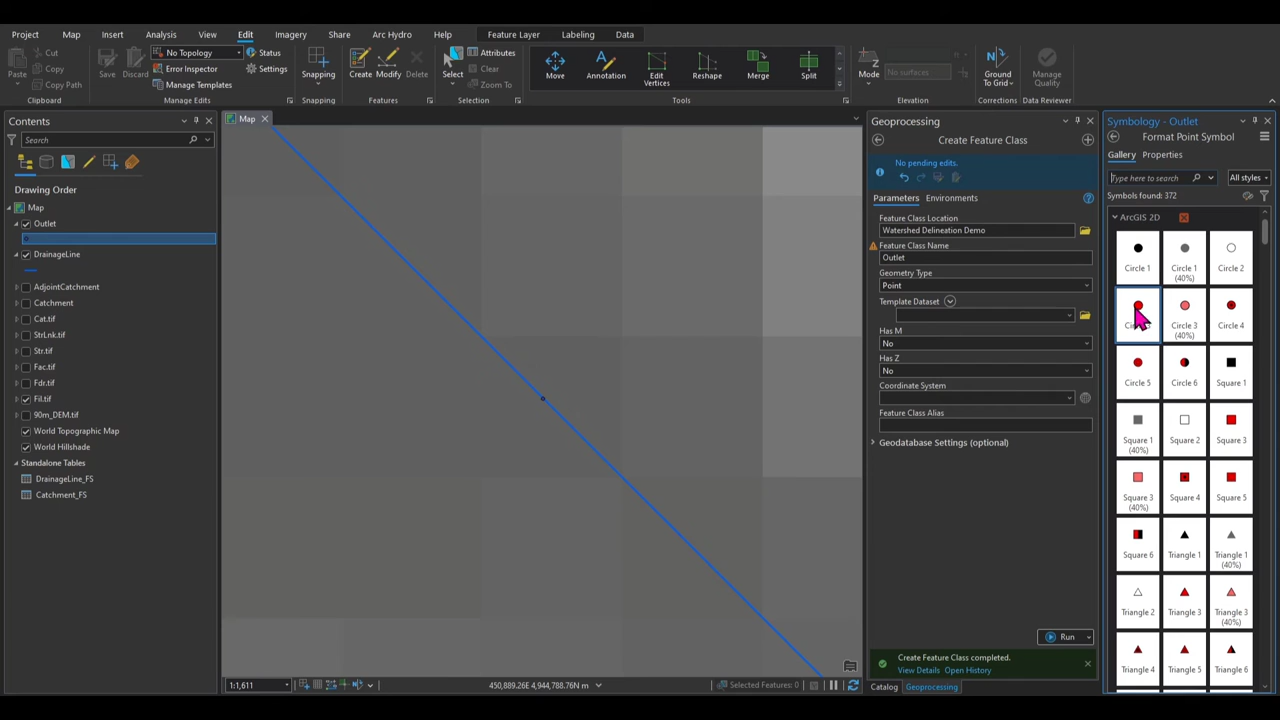 Project Map Insert Analysis View Edit Imagery Share Arc Hydro Help Feature Layer Labeling Data
Paste
Cut
Copy
Copy Path
Clipboard
Save
Discard
No Topology
Error Inspector
Manage Templates
Status
Settings
Manage Edits
Snapping
Snapping
Create
Modify
Delete
Features
Select
Attributes
Clear
Zoom To
Selection
Move
Annotation
Edit
Vertices
Reshape
Merge
Split
Tools
Mode
No surfaces
Elevation
Ground
To Grid
Corrections
Manage
Quality
Data Reviewer
Contents
Search
Drawing Order
Map
Outlet
DrainageLine
AdjointCatchment
Catchment
Cat.tif
StrLnk.tif
Str.tif
Fac.tif
Fdr.tif
Fil.tif
90m_DEM.tif
World Topographic Map
World Hillshade
Standalone Tables
DrainageLine_FS
Catchment_FS
Map
1:1,611
450,889.26E 4,944,788.76N m
Selected Features: 0
Geoprocessing
Create Feature Class
No pending edits.
Parameters Environments
Feature Class Location
Watershed Delineation Demo
Feature Class Name
Outlet
Geometry Type
Point
Template Dataset
Has M
No
Has Z
No
Coordinate System
Feature Class Alias
Geodatabase Settings (optional)
Run
Create Feature Class completed.
View Details Open History
Catalog Geoprocessing
Symbology - Outlet
Format Point Symbol
Gallery Properties
Type here to search
All styles
Symbols found: 372
ArcGIS 2D
Circle 1
Circle 1
(40%)
Circle 2
Circle 3
(40%)
Circle 4
Circle 5
Circle 6
Square 1
Square 1
(40%)
Square 2
Square 3
Square 3
(40%)
Square 4
Square 5
Square 6
Triangle 1
Triangle 1
(40%)
Triangle 2
Triangle 3
Triangle 3
(40%)
Triangle 4
Triangle 5
Triangle 6